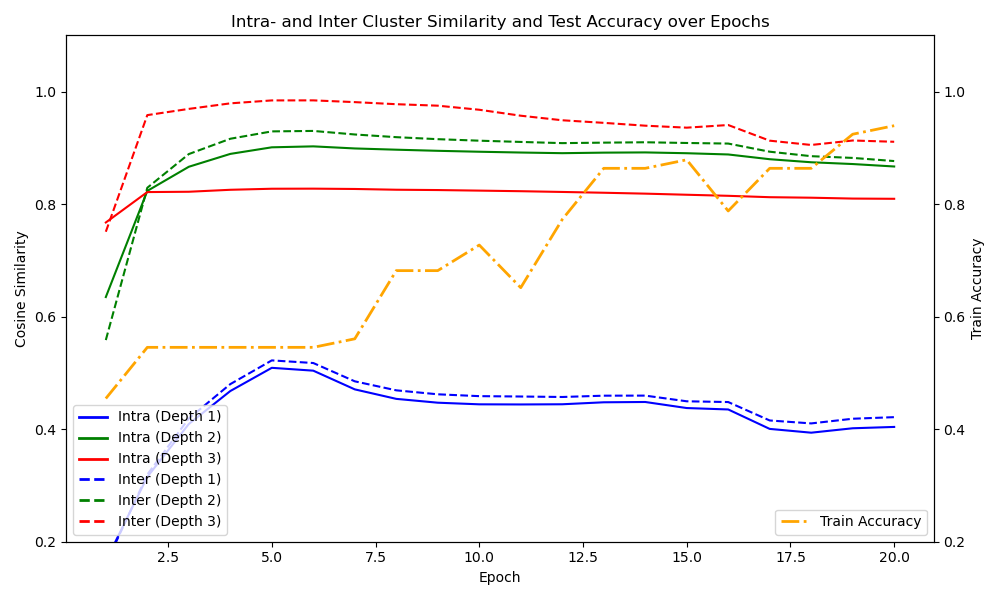 Intra- and Inter Cluster Similarity and Test Accuracy over Epochs
Cosine Similarity
1.0
0.8
0.6
0.4
0.2
1.0
0.8
0.6
0.4
0.2
Train Accuracy
Intra (Depth 1)
Intra (Depth 2)
Intra (Depth 3)
Inter (Depth 1)
Inter (Depth 2)
Inter (Depth 3)
Train Accuracy
2.5 5.0 7.5 10.0 12.5 15.0 17.5 20.0
Epoch